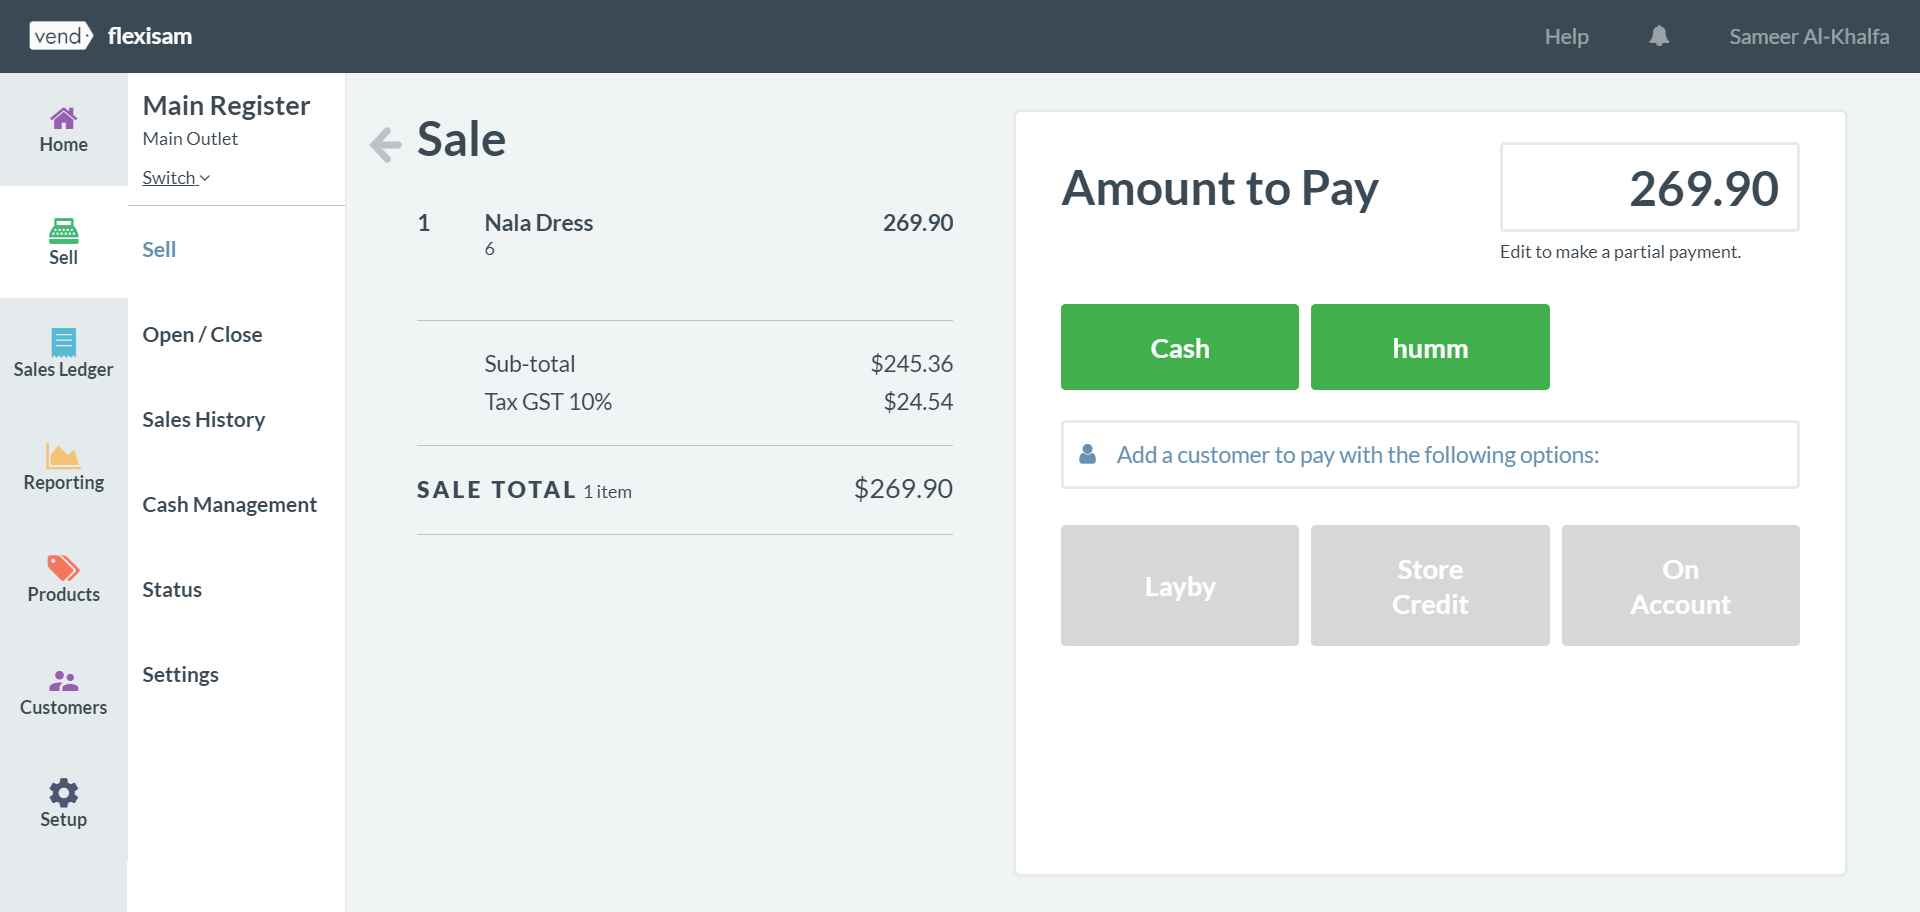 vend flexisam
Help
Sameer Al-Khalfa
Home
Sell
Sales Ledger
Reporting
Products
Customers
Setup
Main Register
Main Outlet
Switch
Sell
Open / Close
Sales History
Cash Management
Status
Settings
Sale
1 Nala Dress 269.90
6
Sub-total $245.36
Tax GST 10% $24.54
SALE TOTAL 1 item $269.90
Amount to Pay 269.90
Edit to make a partial payment.
Cash humm
Add a customer to pay with the following options:
Layby
Store
Credit
On
Account